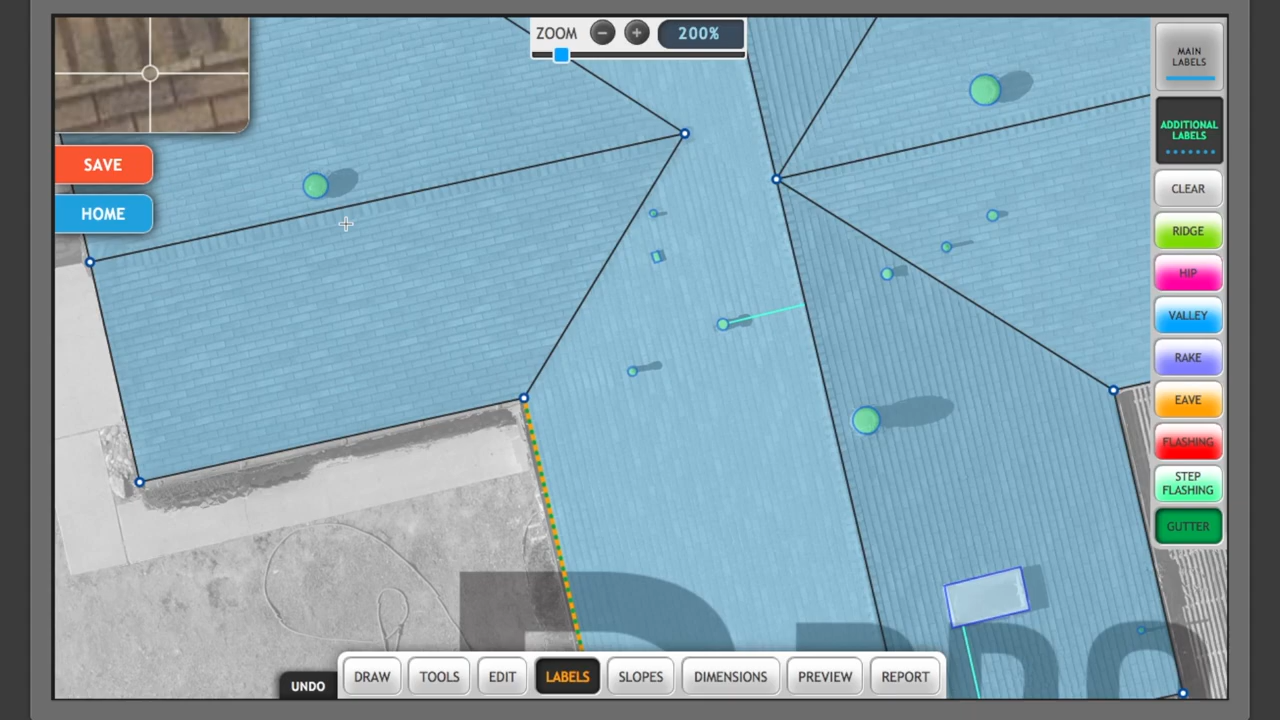 ZOOM
200%
SAVE
HOME
MAIN
LABELS
ADDITIONAL
LABELS
CLEAR
RIDGE
HIP
VALLEY
RAKE
EAVE
FLASHING
STEP
FLASHING
GUTTER
UNDO
DRAW
TOOLS
EDIT
LABELS
SLOPES
DIMENSIONS
PREVIEW
REPORT